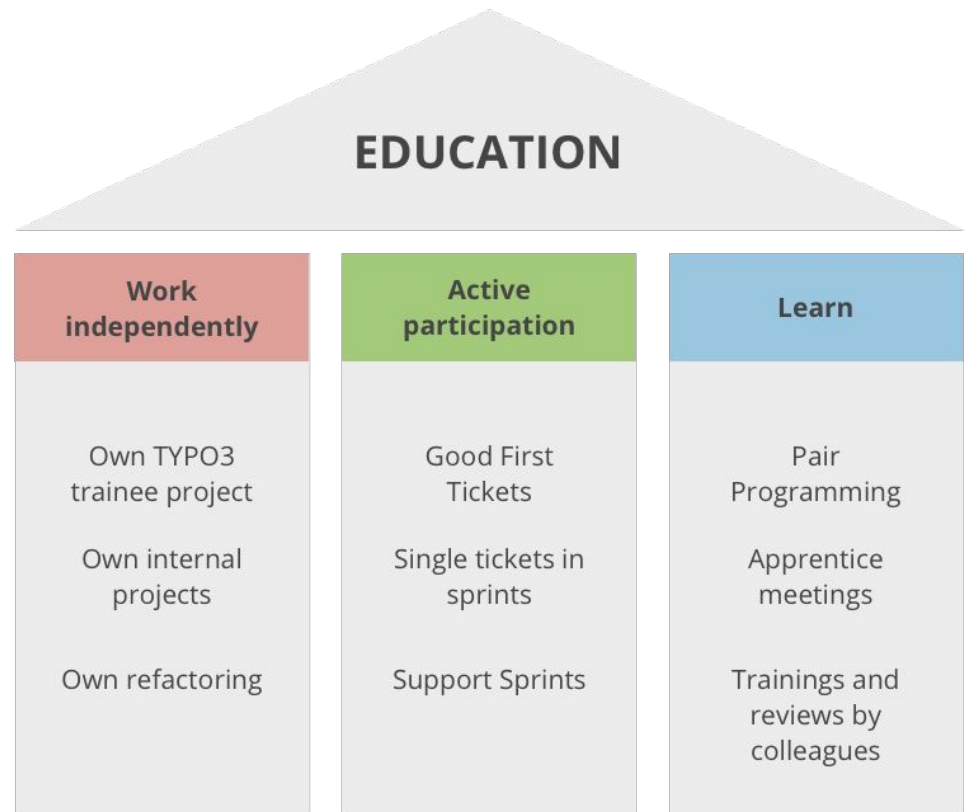 EDUCATION
Work
independently
Own TYPO3
trainee project
Own internal
projects
Own refactoring
Active
participation
Good First
Tickets
Single tickets in
sprints
Support Sprints
Learn
Pair
Programming
Apprentice
meetings
Trainings and
reviews by
colleagues